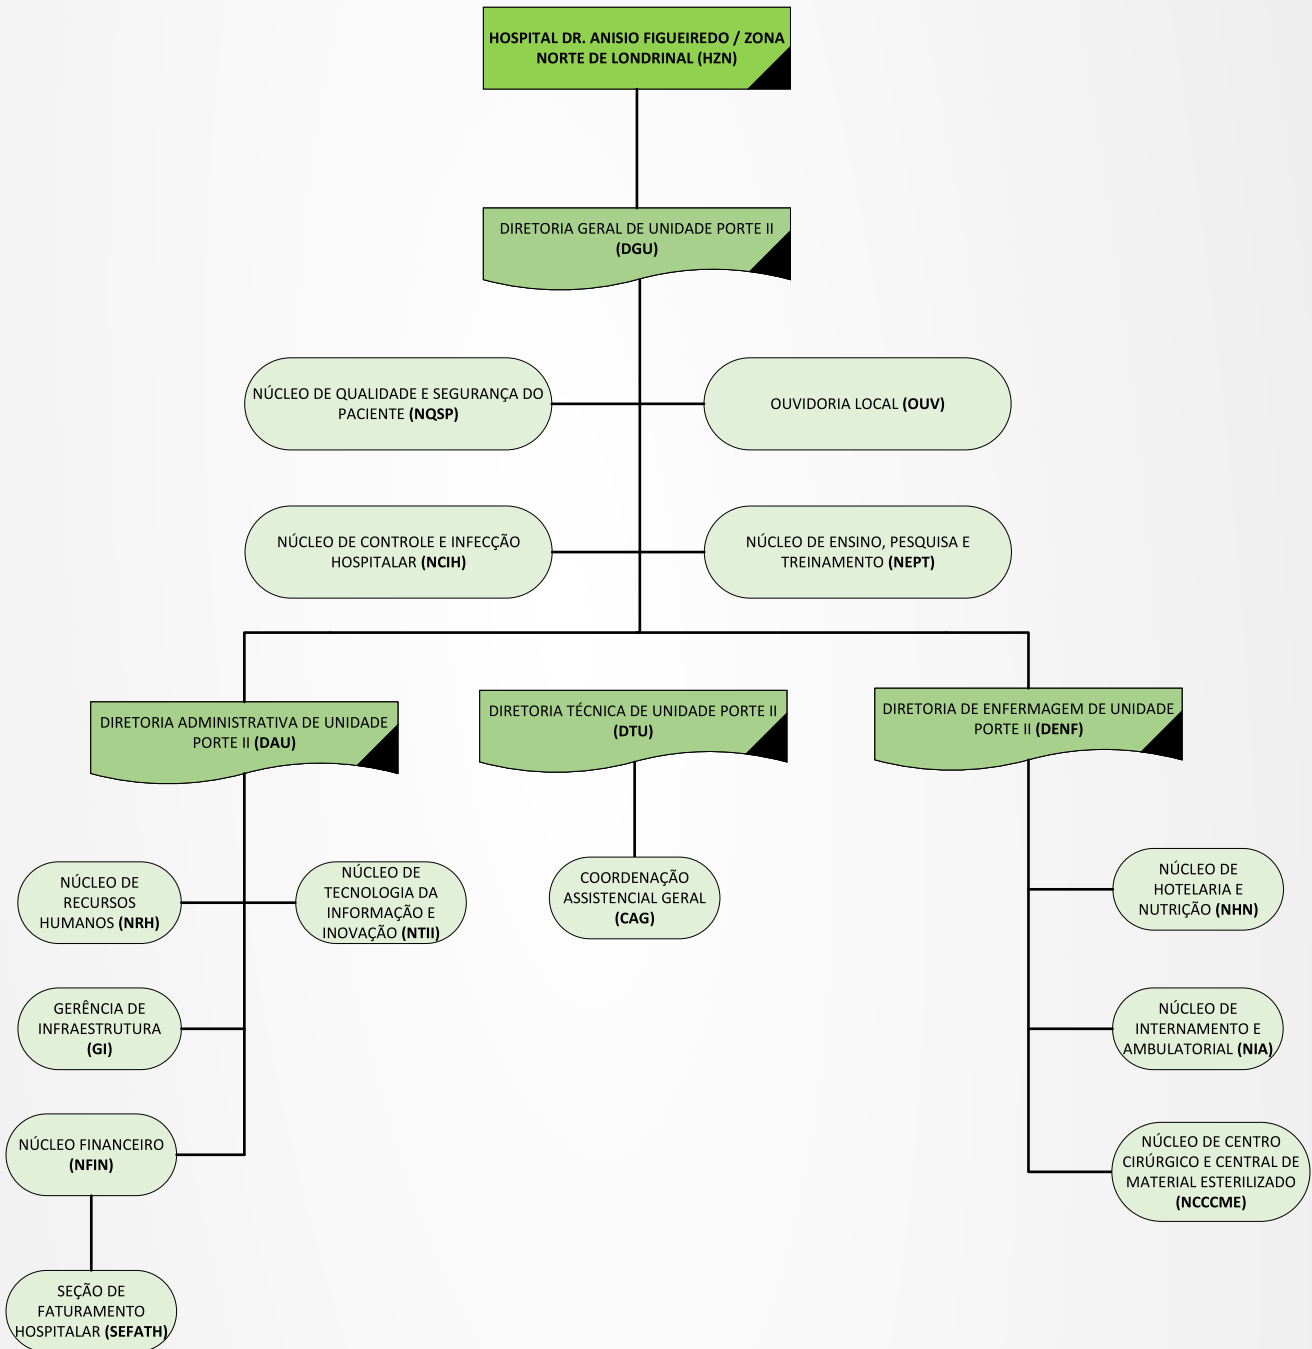 HOSPITAL DR. ANISIO FIGUEIREDO / ZONA
NORTE DE LONDRINAL (HZN)
DIRETORIA GERAL DE UNIDADE PORTE II
(DGU)
NÚCLEO DE QUALIDADE E SEGURANÇA DO
PACIENTE (NQSP)
OUVIDORIA LOCAL (OUV)
NÚCLEO DE CONTROLE E INFECÇÃO
HOSPITALAR (NCIH)
NÚCLEO DE ENSINO, PESQUISA E
TREINAMENTO (NEPT)
DIRETORIA ADMINISTRATIVA DE UNIDADE
PORTE II (DAU)
DIRETORIA TÉCNICA DE UNIDADE PORTE II
(DTU)
DIRETORIA DE ENFERMAGEM DE UNIDADE
PORTE II (DENF)
NÚCLEO DE
RECURSOS
HUMANOS (NRH)
NÚCLEO DE
TECNOLOGIA DA
INFORMAÇÃO E
INOVAÇÃO (NTII)
COORDENAÇÃO
ASSISTENCIAL GERAL
(CAG)
NÚCLEO DE
HOTELARIA E
NUTRIÇÃO (NHN)
GERÊNCIA DE
INFRAESTRUTURA
(GI)
NÚCLEO DE
INTERNAMENTO E
AMBULATORIAL (NIA)
NÚCLEO FINANCEIRO
(NFIN)
NÚCLEO DE CENTRO
CIRÚRGICO E CENTRAL DE
MATERIAL ESTERILIZADO
(NCCCME)
SEÇÃO DE
FATURAMENTO
HOSPITALAR (SEFATH)